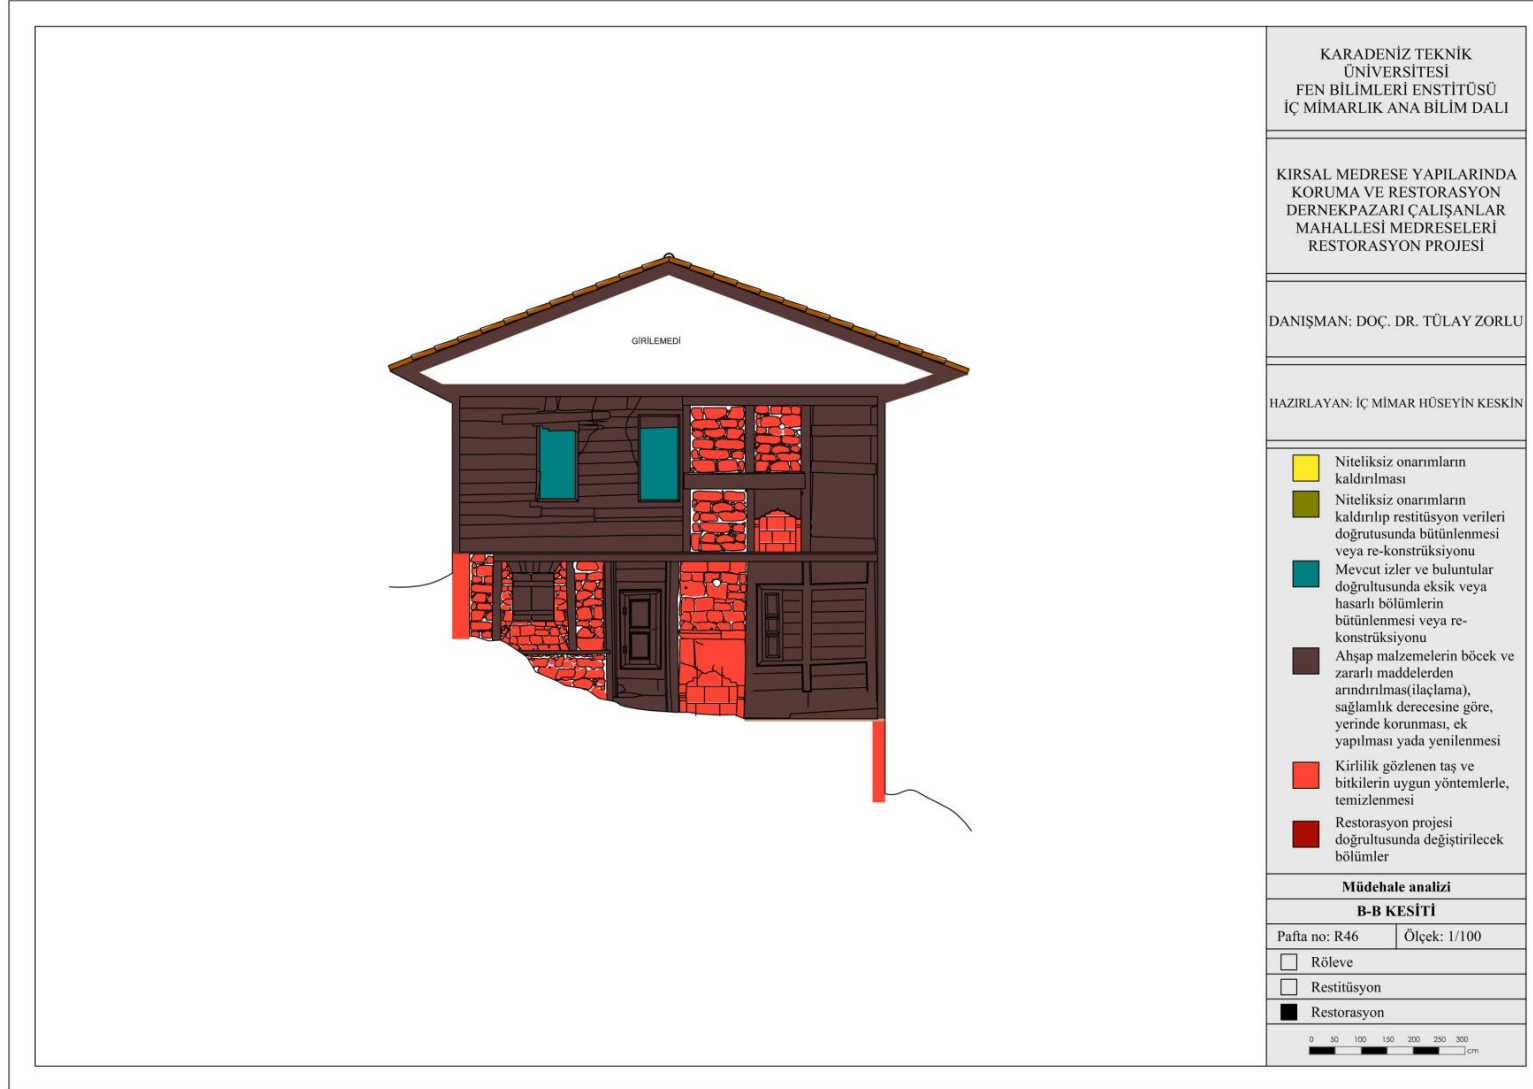 KARADENİZ TEKNİK
ÜNİVERSİTESİ
FEN BİLİMLERİ ENSTİTÜSÜ
İÇ MİMARLIK ANA BİLİM DALI
KIRSAL MEDRESE YAPILARINDA
KORUMA VE RESTORASYON
DERNEKPAZARI ÇALIŞANLAR
MAHALLESİ MEDRESELERİ
RESTORASYON PROJESİ
DANIŞMAN: DOÇ. DR. TÜLAY ZORLU
HAZIRLAYAN: İÇ MİMAR HÜSEYİN KESKİN
GİRİLEMEDİ
Niteliksiz onarımların
kaldırılması
Niteliksiz onarımların
kaldırılıp restitüsyon verileri
doğrutusunda bütünlenmesi
veya re-konstrüksiyonu
Mevcut izler ve buluntular
doğrultusunda eksik veya
hasarlı bölümlerin
bütünlenmesi veya re-
konstrüksiyonu
Ahşap malzemelerin böcek ve
zararlı maddelerden
arındırılmas(ilaçlama),
sağlamlık derecesine göre,
yerinde korunması, ek
yapılması yada yenilenmesi
Kirlilik gözlenen taş ve
bitkilerin uygun yöntemlerle,
temizlenmesi
Restorasyon projesi
doğrultusunda değiştirilecek
bölümler
Müdehale analizi
B-B KESİTİ
Pafta no: R46 Ölçek: 1/100
Röleve
Restitüsyon
Restorasyon
0 50 100 150 200 250 300
cm